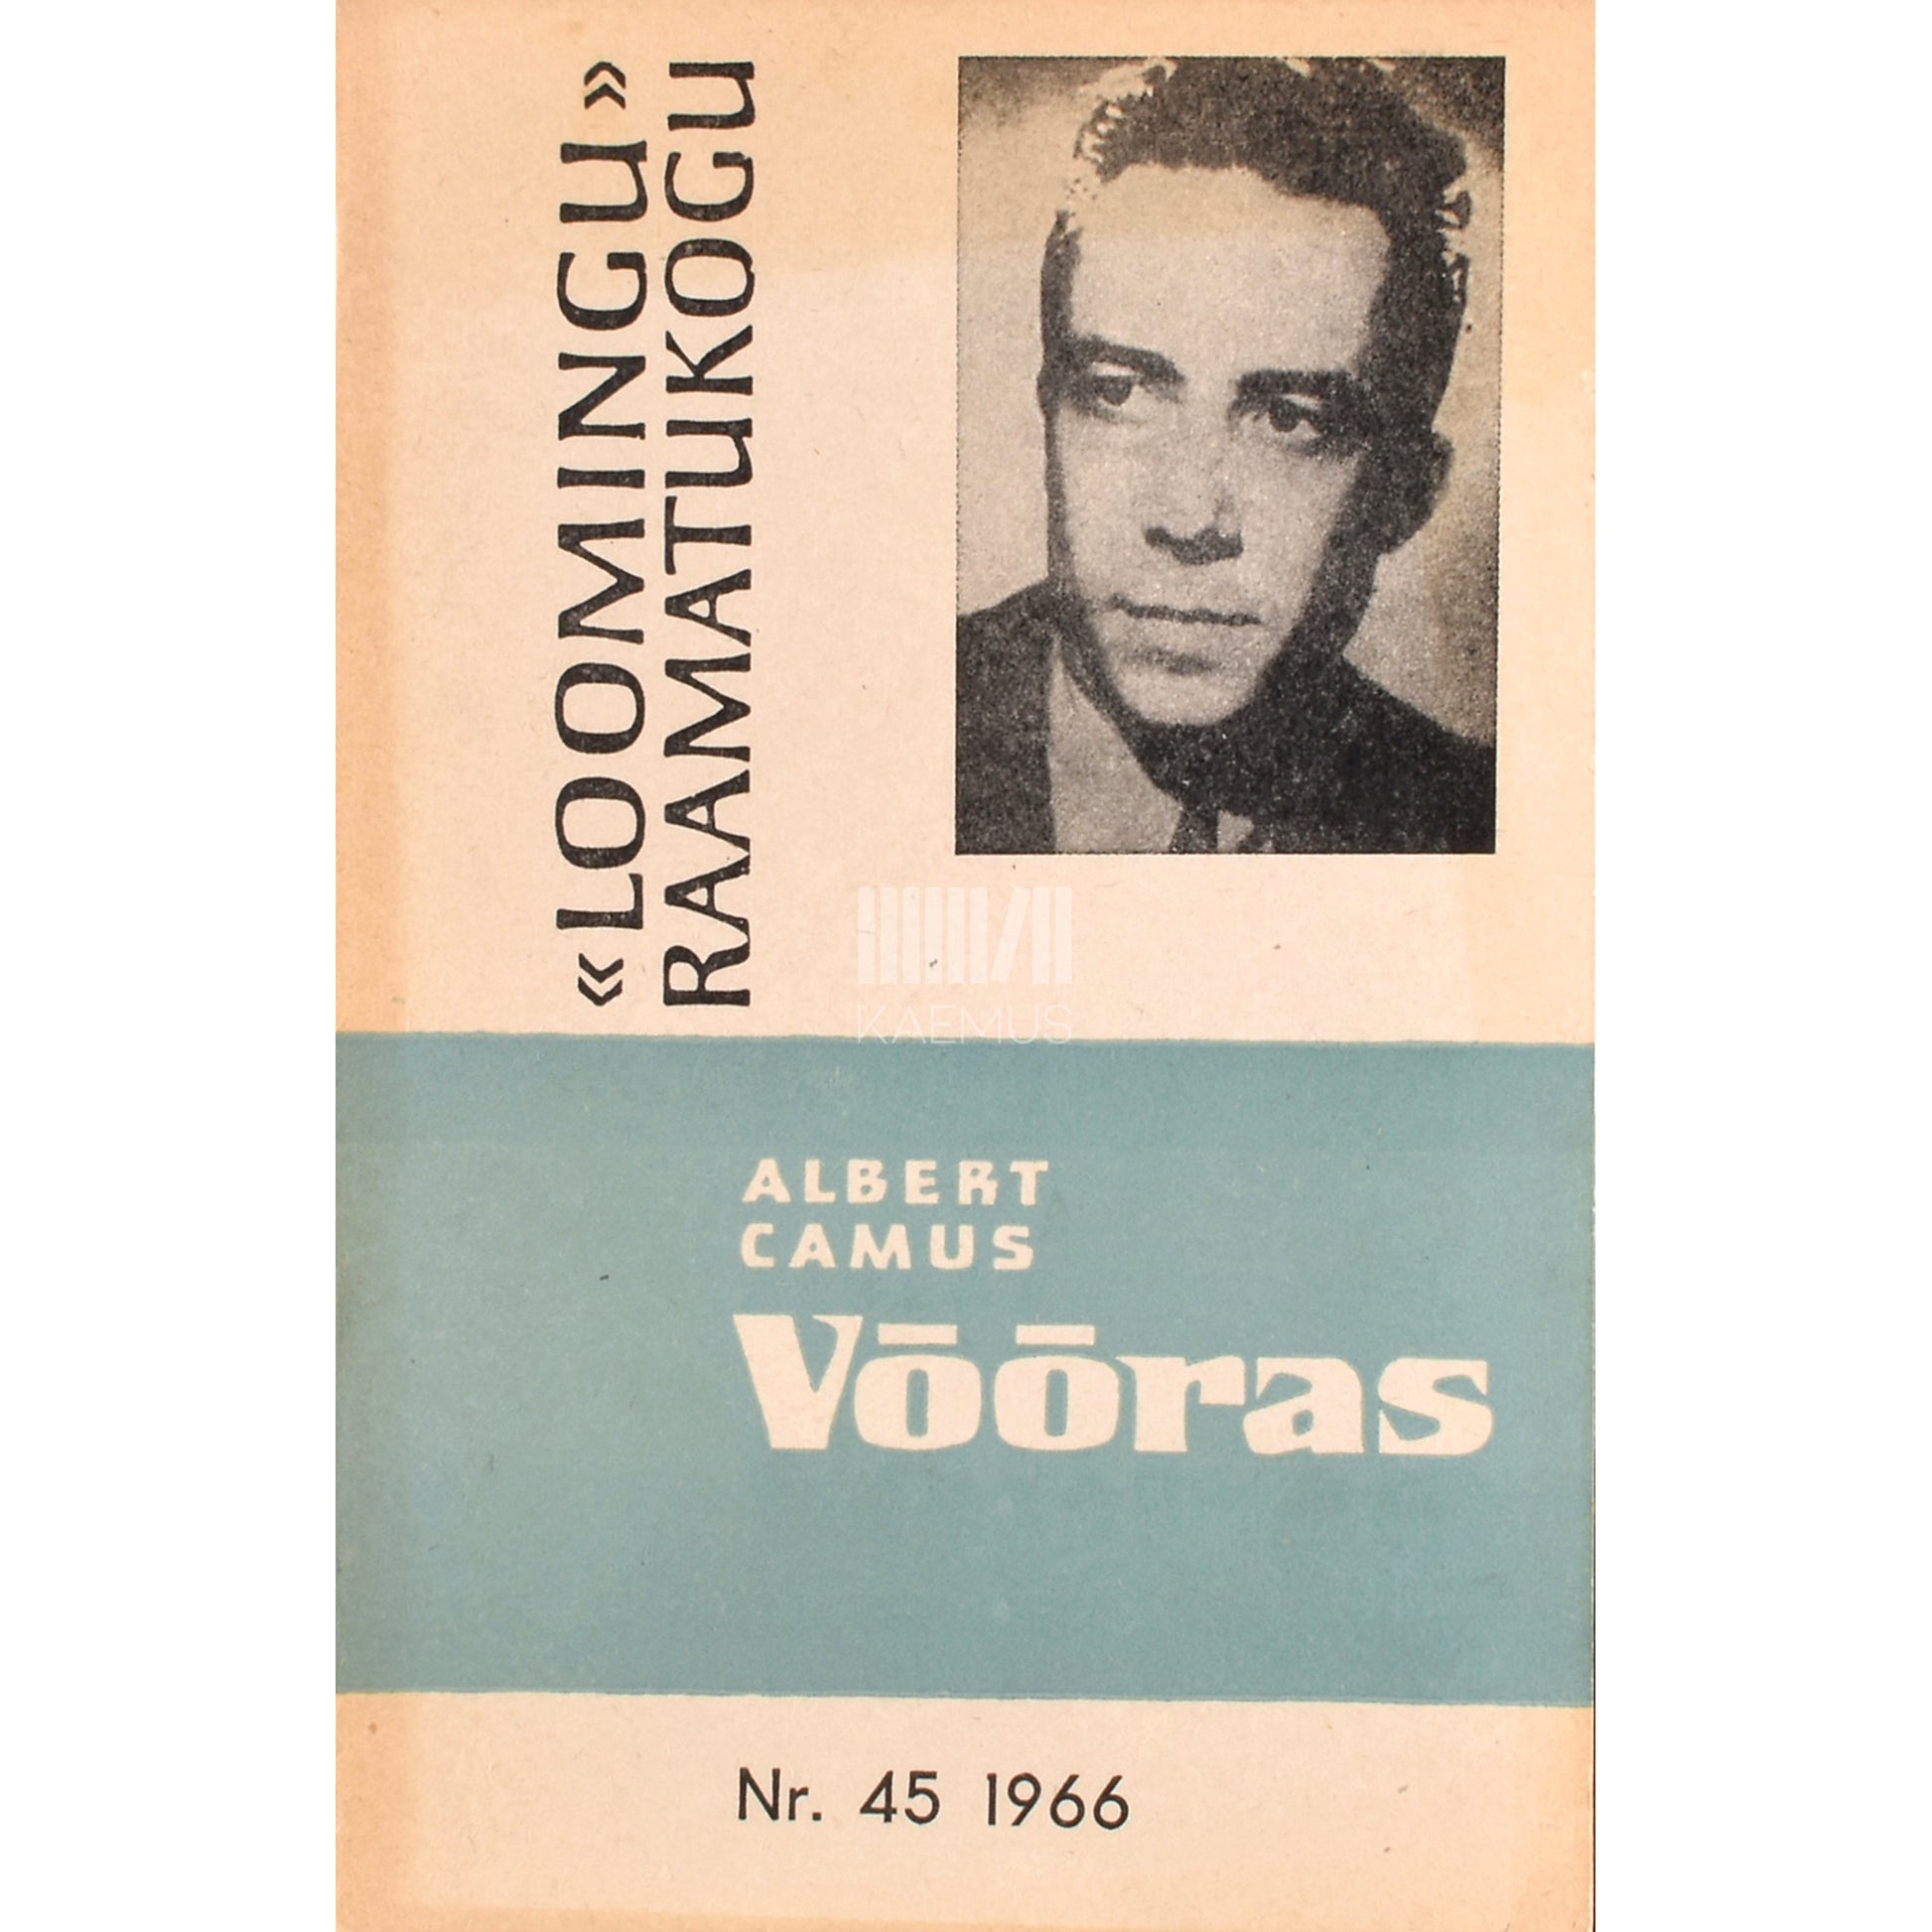 «LOOMINGU»
RAAMATUKOGU
KAEMUS
ALBERT
CAMUS
Võõras
Nr. 45 1966